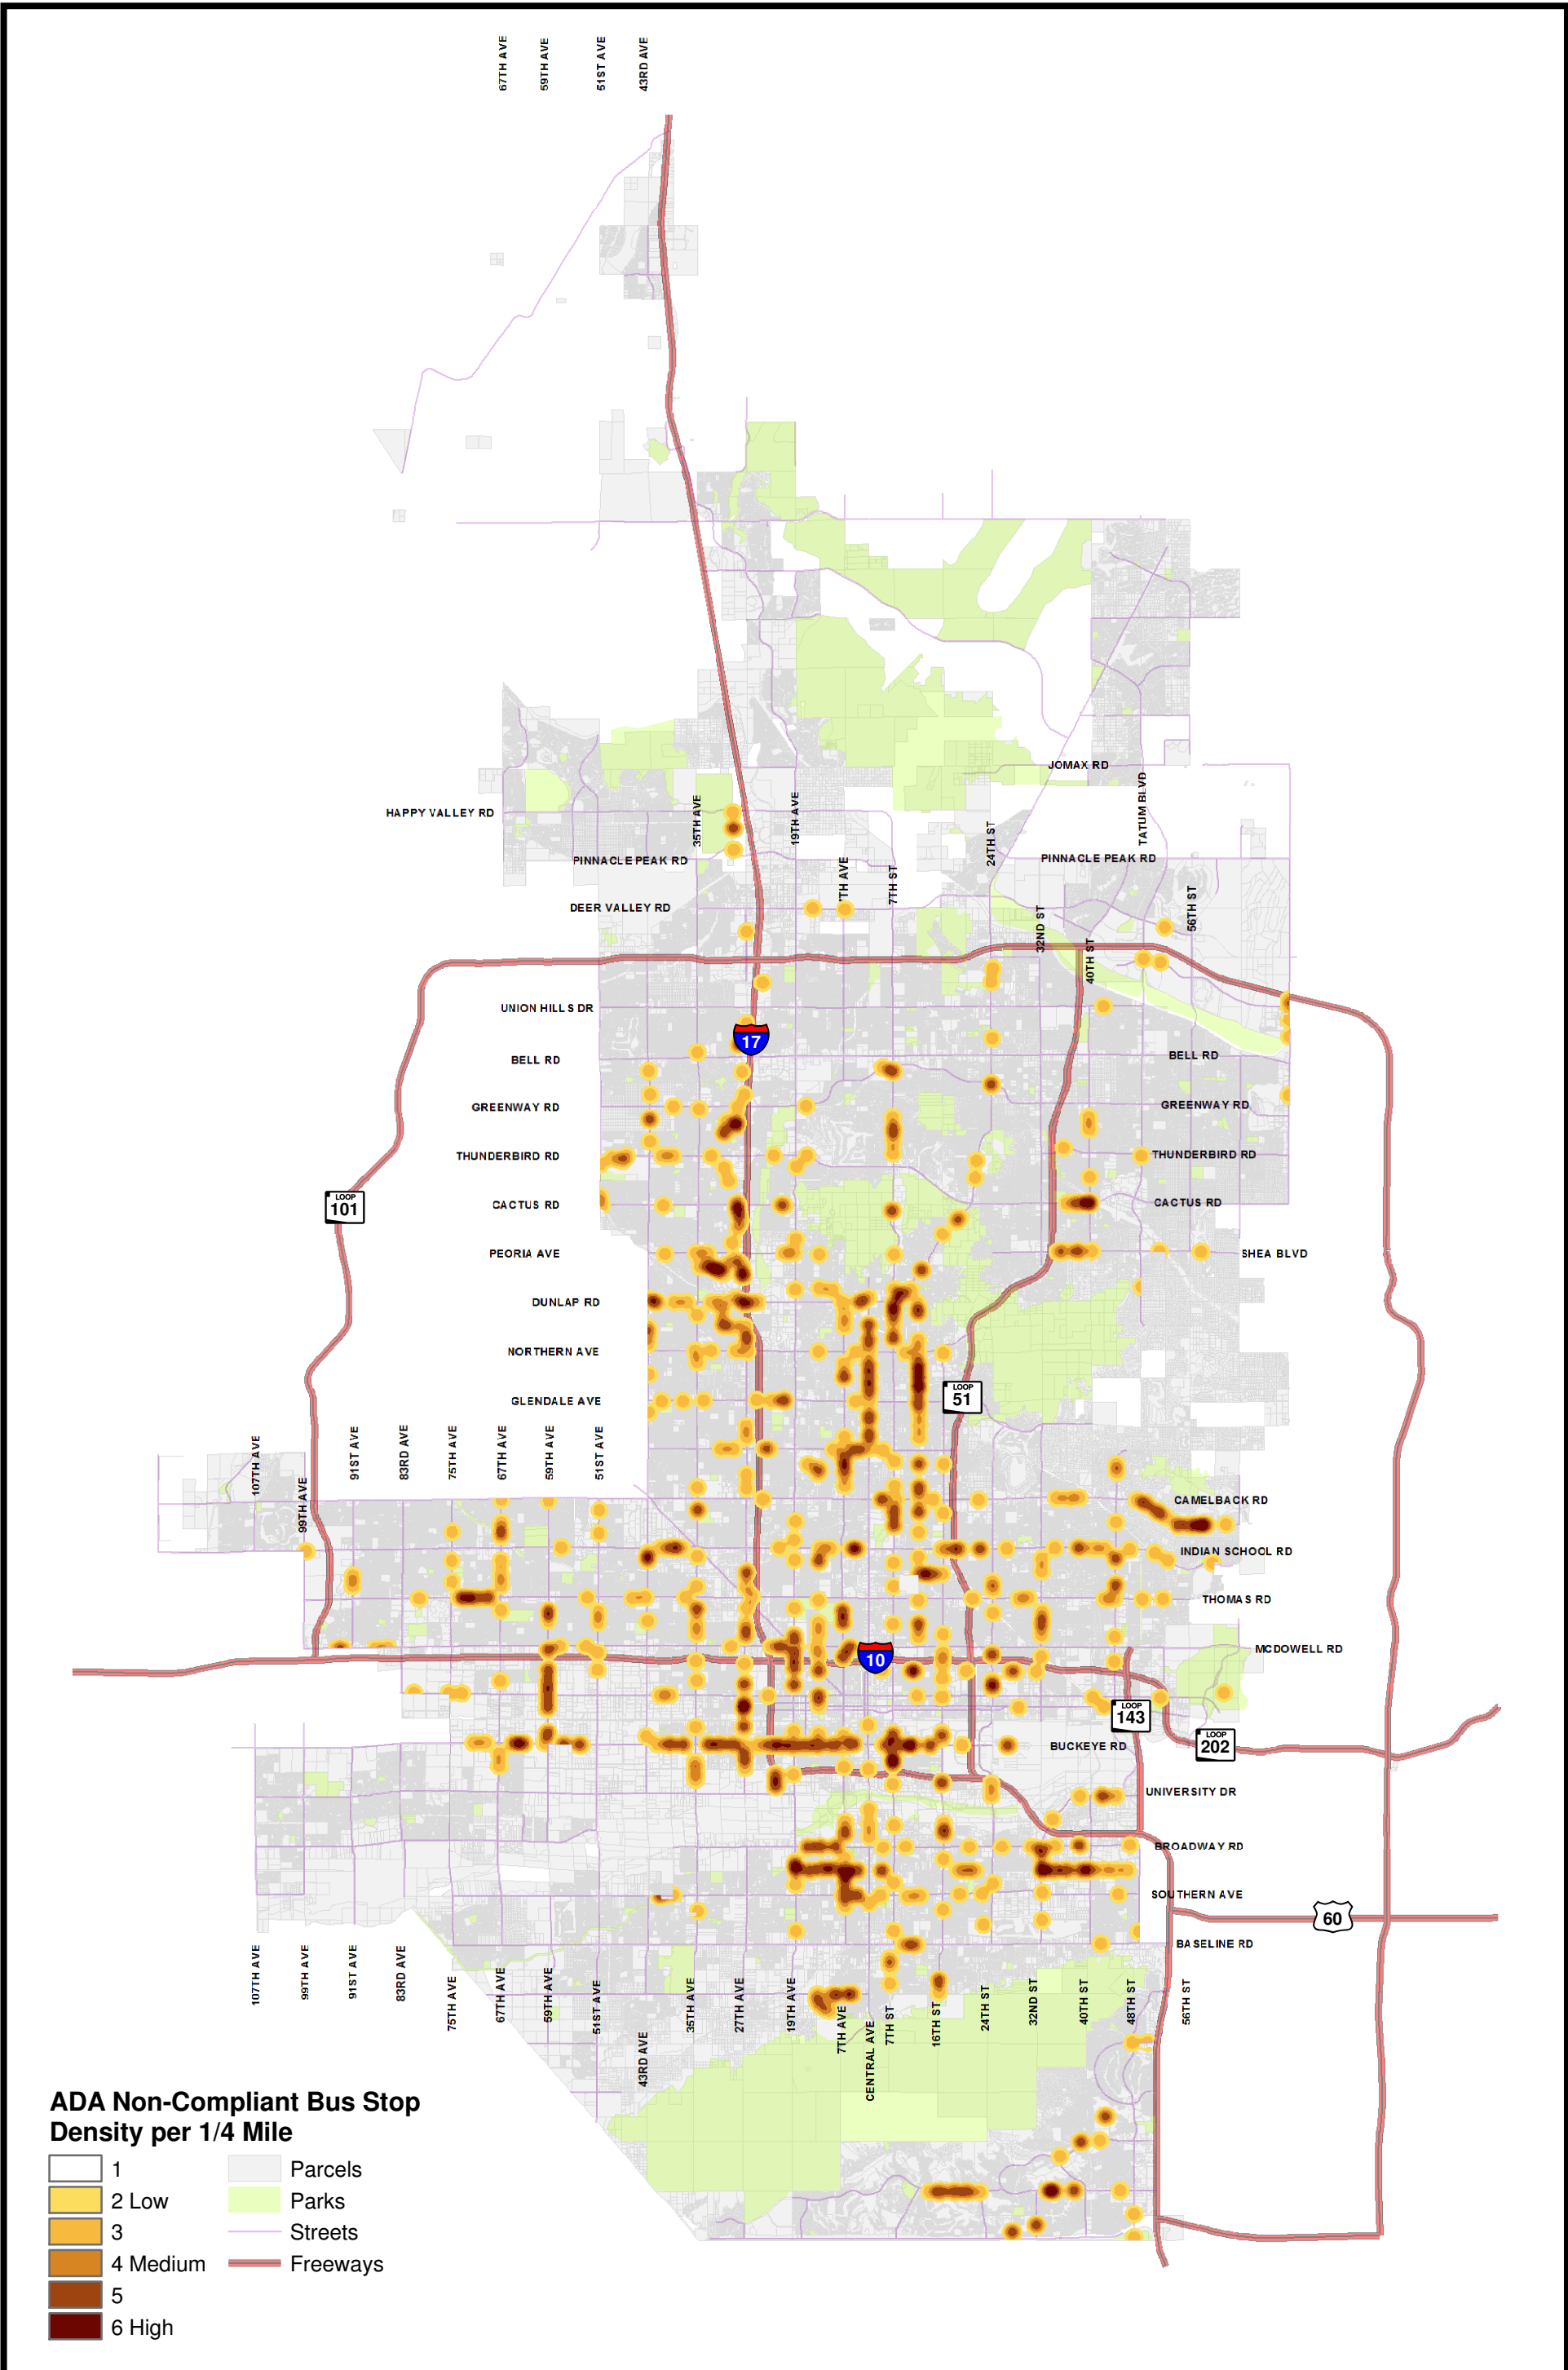 67TH AVE
59TH AVE
51ST AVE
43RD AVE
JOMAX RD
TATUM BLVD
HAPPY VALLEY RD
35TH AVE
19TH AVE
24TH ST
PINNACLE PEAK RD
PINNACLE PEAK RD
7TH AVE
7TH ST
DEER VALLEY RD
32ND ST
56TH ST
40TH ST
UNION HILLS DR
17
BELL RD
BELL RD
GREENWAY RD
GREENWAY RD
THUNDERBIRD RD
THUNDERBIRD RD
LOOP
101
CACTUS RD
CACTUS RD
PEORIA AVE
SHEA BLVD
DUNLAP RD
NORTHERN AVE
GLENDALE AVE
LOOP
51
107TH AVE
99TH AVE
91ST AVE
83RD AVE
75TH AVE
67TH AVE
59TH AVE
51ST AVE
CAMELBACK RD
INDIAN SCHOOL RD
THOMAS RD
MCDOWELL RD
10
LOOP
143
LOOP
202
BUCKEYE RD
UNIVERSITY DR
BROADWAY RD
SOUTHERN AVE
60
BASELINE RD
107TH AVE
99TH AVE
91ST AVE
83RD AVE
75TH AVE
67TH AVE
59TH AVE
51ST AVE
43RD AVE
35TH AVE
27TH AVE
19TH AVE
7TH AVE
CENTRAL AVE
7TH ST
16TH ST
24TH ST
32ND ST
40TH ST
48TH ST
56TH ST
ADA Non-Compliant Bus Stop
Density per 1/4 Mile
1
2 Low
3
4 Medium
5
6 High
Parcels
Parks
Streets
Freeways